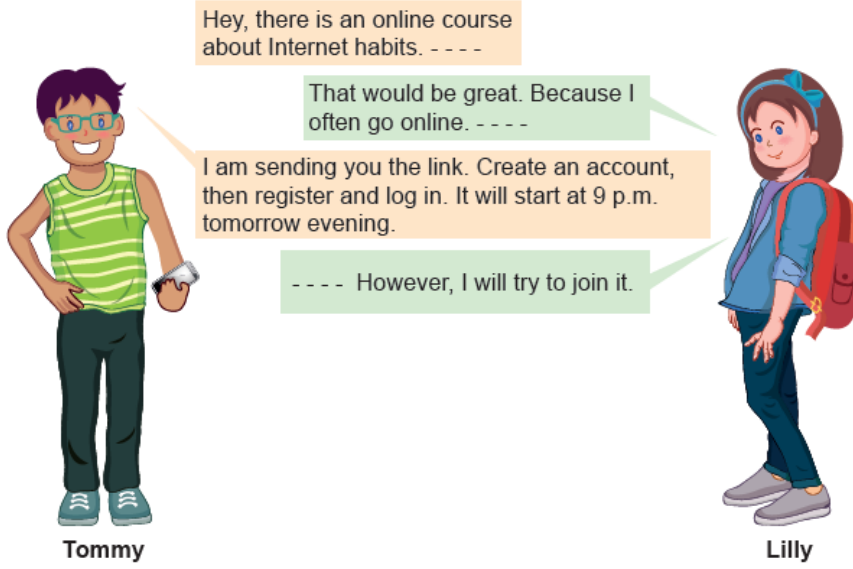 Hey, there is an online course
about Internet habits. - - - -
That would be great. Because I
often go online. - - - -
I am sending you the link. Create an account,
then register and log in. It will start at 9 p.m.
tomorrow evening.
- - - - However, I will try to join it.
Tommy
Lilly